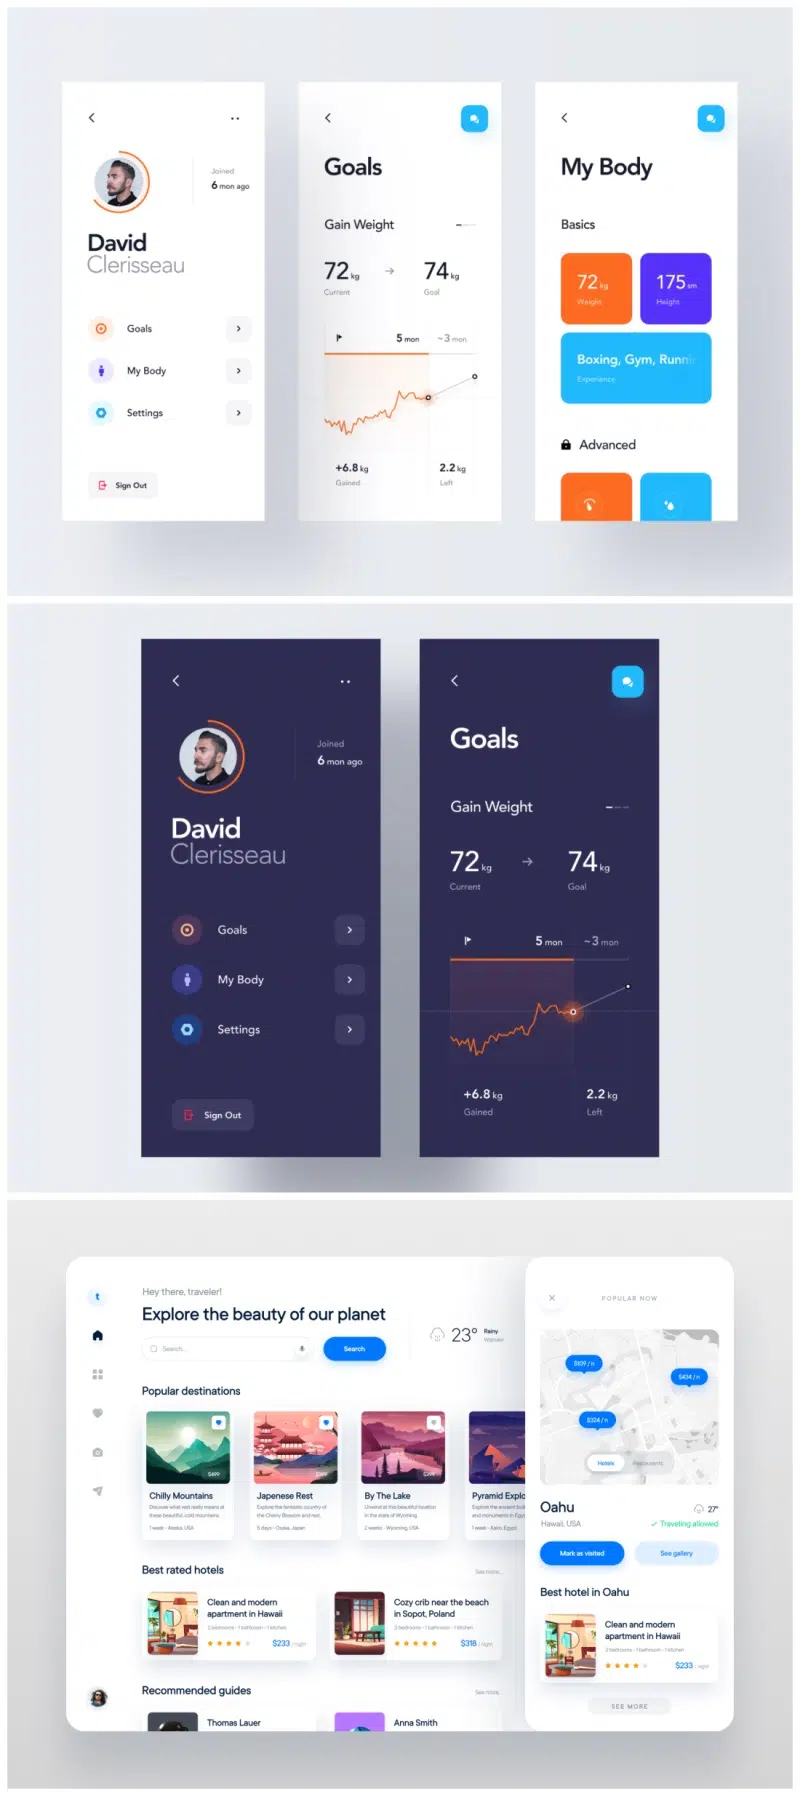 Joined
6 mon ago
David
Clerisseau
Goals
My Body
Settings
Sign Out
Goals
Gain Weight
72 kg
74 kg
Current
Goal
5 mon
~3 mon
+6.8 kg
2.2 kg
Gained
Left
My Body
Basics
72 kg
Weight
175 sm
Height
Boxing, Gym, Runnin
Experience
Advanced
Joined
6 mon ago
David
Clerisseau
Goals
My Body
Settings
Sign Out
Goals
Gain Weight
72 kg
74 kg
Current
Goal
5 mon
~3 mon
+6.8 kg
2.2 kg
Gained
Left
t
Hey there, traveler!
Explore the beauty of our planet
Search...
Search
23°
Rainy
Popular destinations
$699
Chilly Mountains
Discover what rest really means at
these beautiful, cold mountains.
1 week - Alaska, USA
Japenese Rest
Explore the fantastic country of
the Cherry Blossom and rest.
5 days - Osaka, Japan
By The Lake
Unwind at this beautiful location
in the state of Wyoming.
2 weeks - Wyoming, USA
Pyramid Explo
Explore the ancient buil
and monuments in Egyp
1 week - Kairo, Egypt
Best rated hotels
See more...
Clean and modern
apartment in Hawaii
2 bedrooms - 1 bathroom - 1 kitchen
$233 / night
Cozy crib near the beach
in Sopot, Poland
3 bedrooms - 1 bathroom - 1 kitchen
$318 / night
Recommended guides
See more...
Thomas Lauer
Anna Smith
POPULAR NOW
$109 / n
$434 / n
$324 / n
Hotels
Restaurants
Oahu
27°
Hawaii, USA
Traveling allowed
Mark as visited
See gallery
Best hotel in Oahu
Clean and modern
apartment in Hawaii
2 bedrooms - 1 bathroom - 1 kitchen
$233 / night
SEE MORE